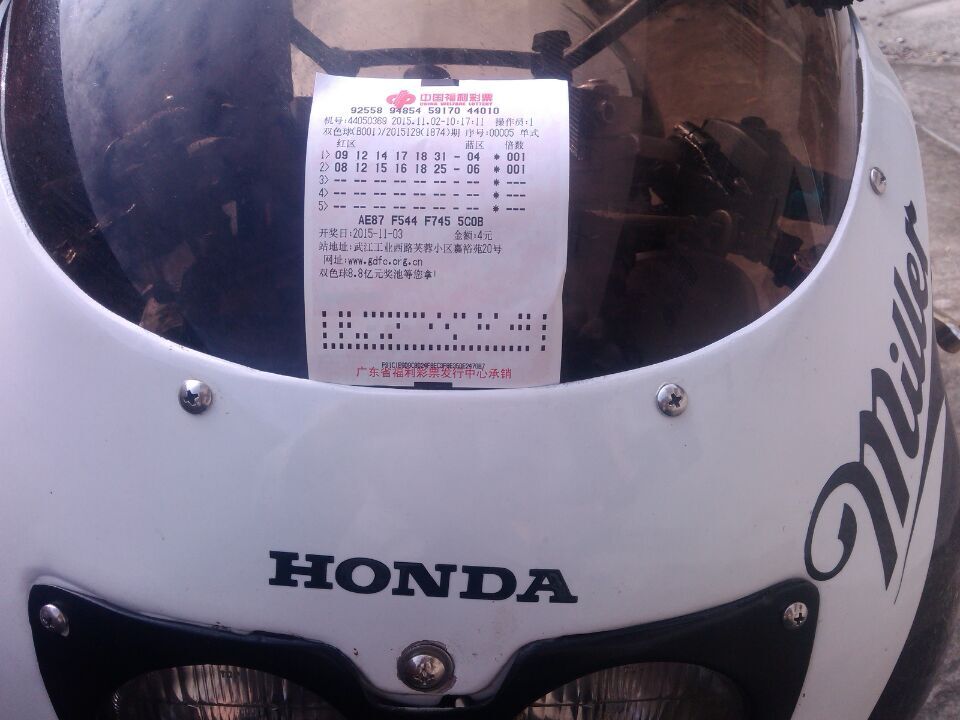 中国福利彩票
CHINA WELFARE LOTTERY
92558 94854 59170 44010
机号:44050369 2015.11.02-10:17:11 操作员:1
双色球(B001)/2015129(1874)期 序号:00005 单式
红区 蓝区 倍数
1> 09 12 14 17 18 31 - 04 * 001
2> 08 12 15 16 18 25 - 06 * 001
3> -- -- -- -- -- -- - -- * ---
4> -- -- -- -- -- -- - -- * ---
5> -- -- -- -- -- -- - -- * ---
AE87 F544 F745 5C0B
开奖日:2015-11-03 金额:4元
站地址:武江工业西路芙蓉小区嘉裕苑20号
网址:www.gdfc.org.cn
双色球8.8亿元奖池等您拿!
广东省福利彩票发行中心承销
Miller
HONDA